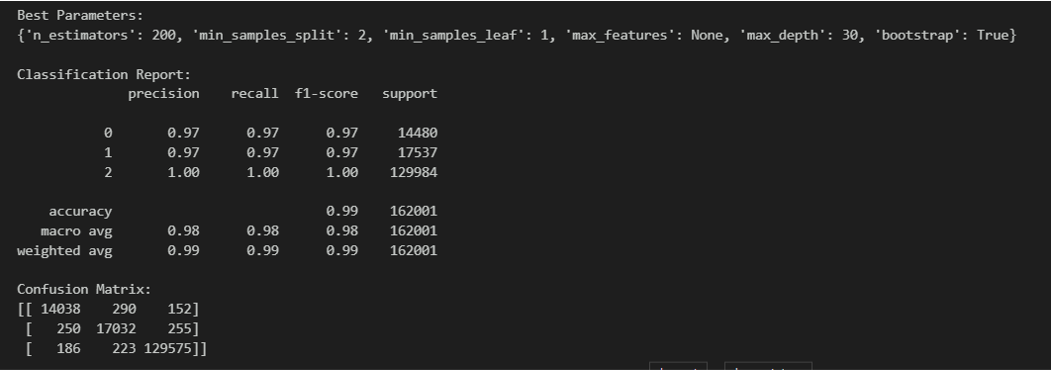 Best Parameters:
{'n_estimators': 200, 'min_samples_split': 2, 'min_samples_leaf': 1, 'max_features': None, 'max_depth': 30, 'bootstrap': True}
Classification Report:
precision recall f1-score support
0 0.97 0.97 0.97 14480
1 0.97 0.97 0.97 17537
2 1.00 1.00 1.00 129984
accuracy 0.99 162001
macro avg 0.98 0.98 0.98 162001
weighted avg 0.99 0.99 0.99 162001
Confusion Matrix:
[[ 14038 290 152]
[ 250 17032 255]
[ 186 223 129575]]